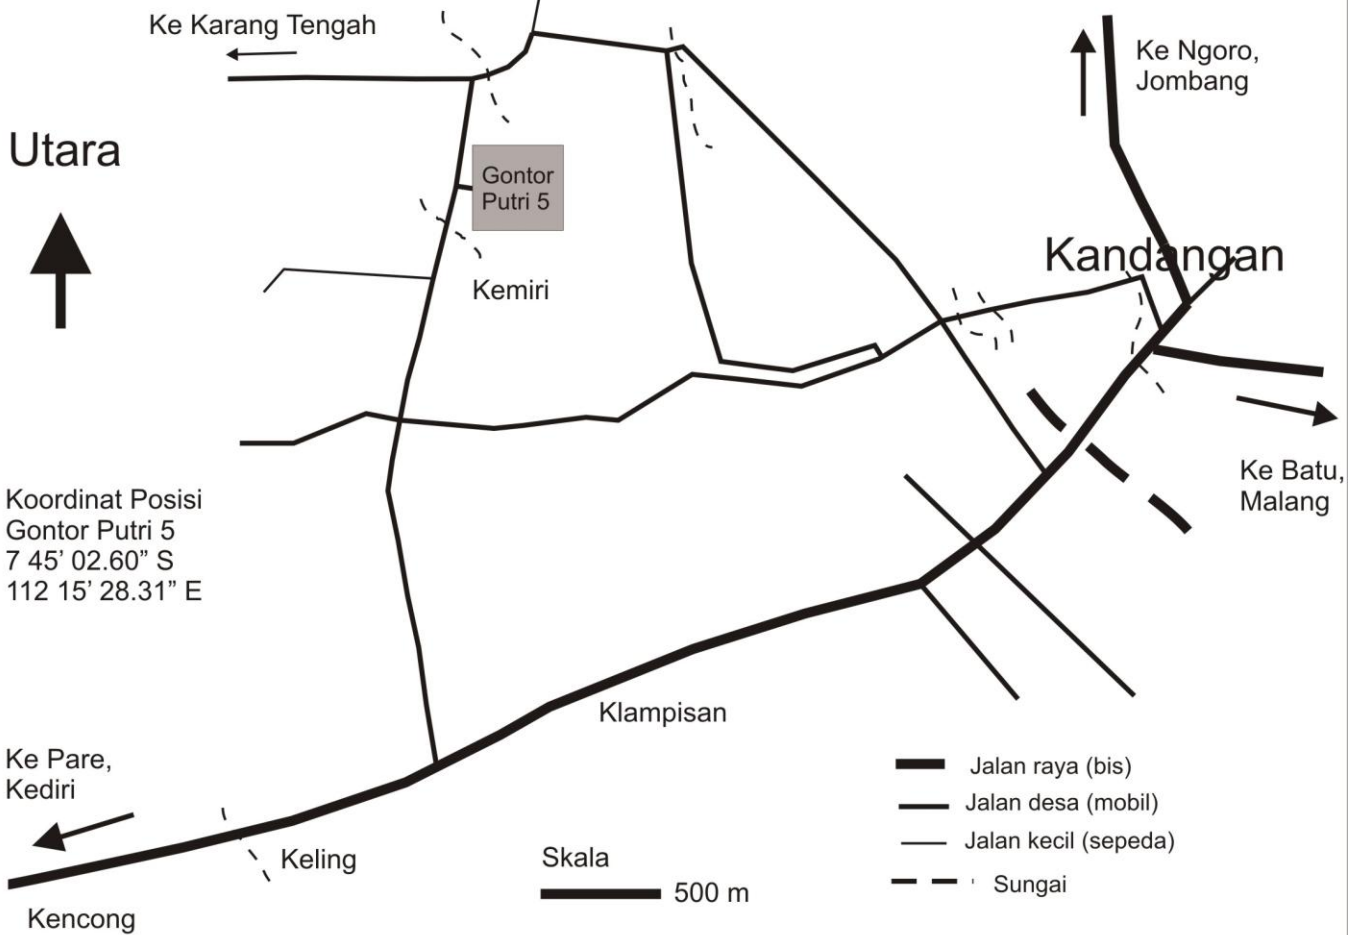 Ke Karang Tengah
Ke Ngoro,
Jombang
Utara
Gontor
Putri 5
Kandangan
Kemiri
Ke Batu,
Malang
Koordinat Posisi
Gontor Putri 5
7 45’ 02.60” S
112 15’ 28.31” E
Klampisan
Ke Pare,
Kediri
Jalan raya (bis)
Jalan desa (mobil)
Jalan kecil (sepeda)
Sungai
Keling
Skala
500 m
Kencong